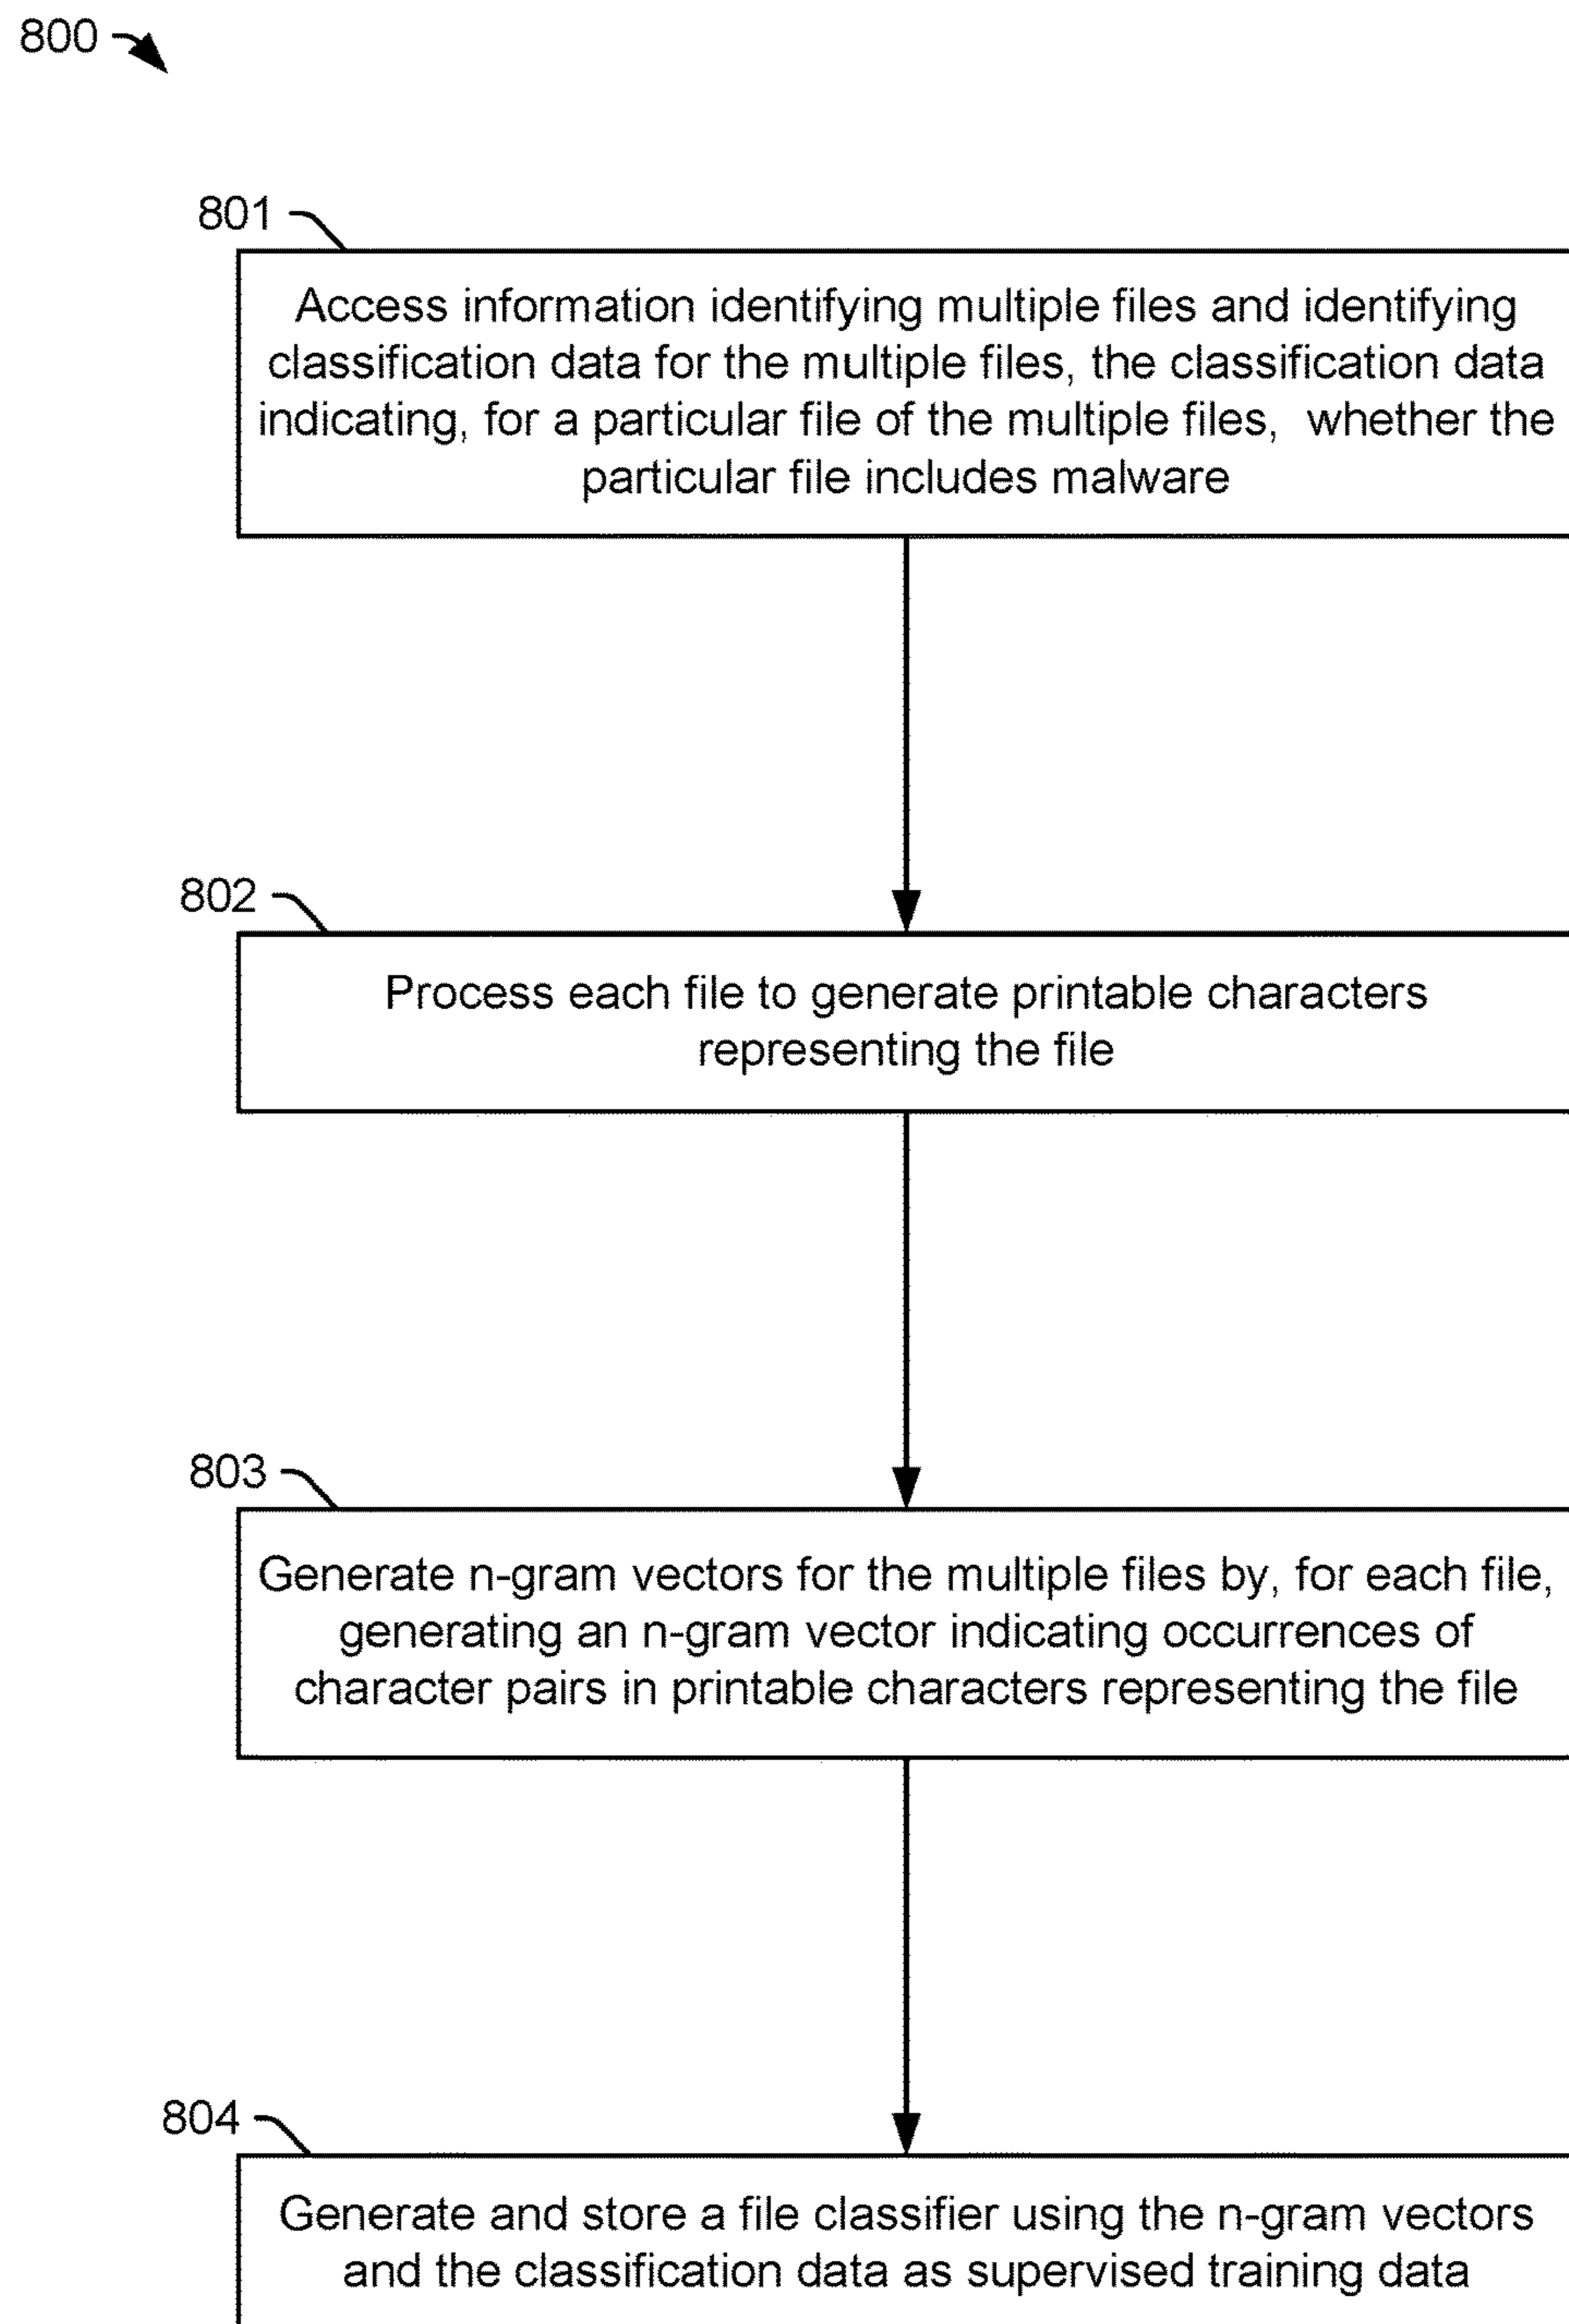 800
801
Access information identifying multiple files and identifying
classification data for the multiple files, the classification data
indicating, for a particular file of the multiple files,  whether the
particular file includes malware
802
Process each file to generate printable characters
representing the file
803
Generate n-gram vectors for the multiple files by, for each file,
generating an n-gram vector indicating occurrences of
character pairs in printable characters representing the file
804
Generate and store a file classifier using the n-gram vectors
and the classification data as supervised training data